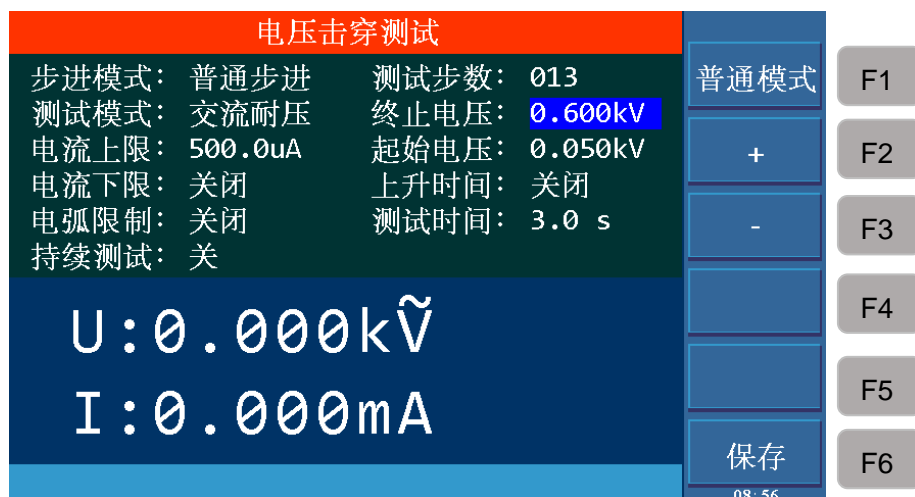 电压击穿测试
步进模式： 普通步进 测试步数： 013
测试模式： 交流耐压 终止电压： 0.600kV
电流上限： 500.0uA 起始电压： 0.050kV
电流下限： 关闭 上升时间： 关闭
电弧限制： 关闭 测试时间： 3.0 s
持续测试： 关
U:0.000kṼ
I:0.000mA
普通模式
+
-
保存
08:56
F1
F2
F3
F4
F5
F6